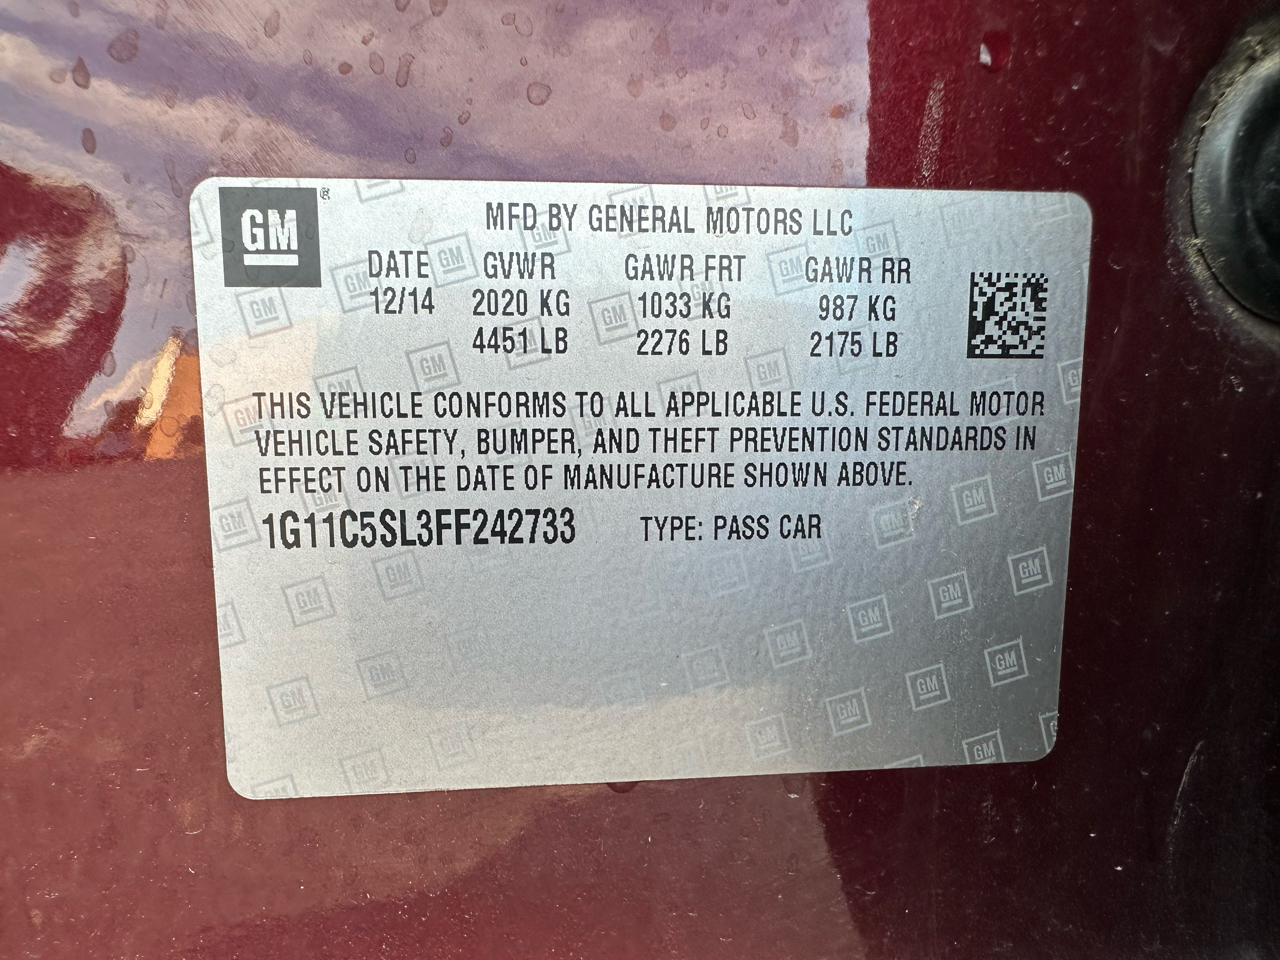 GM ®
MFD BY GENERAL MOTORS LLC
DATE GVWR GAWR FRT GAWR RR
12/14 2020 KG 1033 KG 987 KG
4451 LB 2276 LB 2175 LB
THIS VEHICLE CONFORMS TO ALL APPLICABLE U.S. FEDERAL MOTOR
VEHICLE SAFETY, BUMPER, AND THEFT PREVENTION STANDARDS IN
EFFECT ON THE DATE OF MANUFACTURE SHOWN ABOVE.
1G11C5SL3FF242733 TYPE: PASS CAR